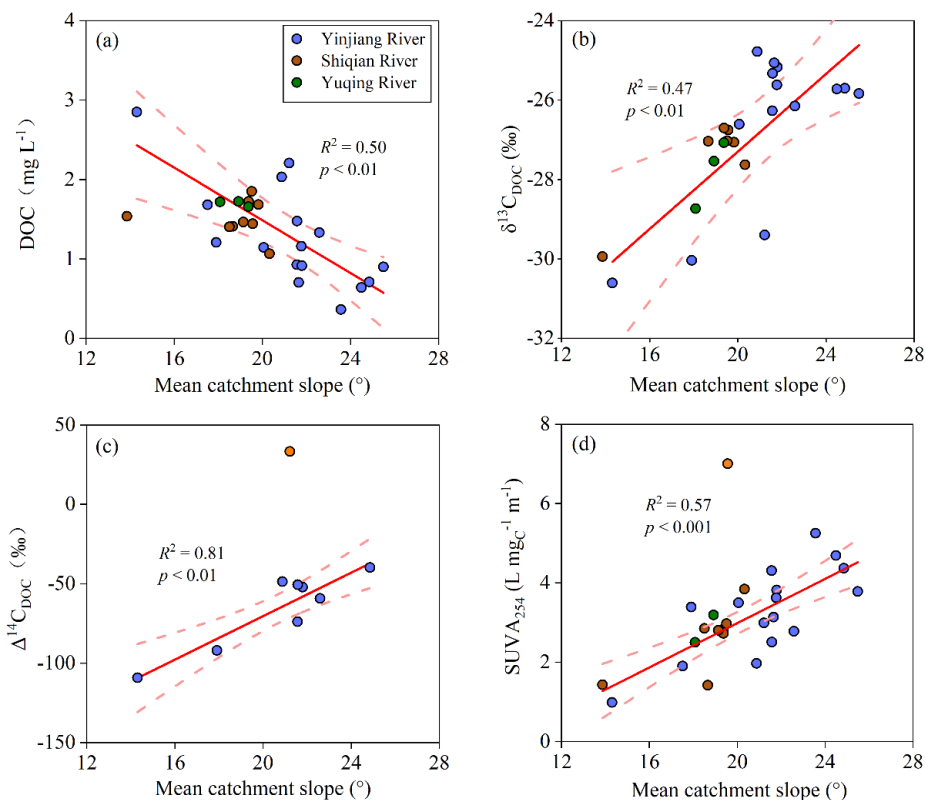 (a)
Yinjiang River
Shiqian River
Yuqing River
R² = 0.50
p < 0.01
DOC（mg L⁻¹)
4
3
2
1
0
12 16 20 24 28
Mean catchment slope (°)
(b)
R² = 0.47
p < 0.01
δ¹³C_DOC (‰)
-24
-26
-28
-30
-32
12 16 20 24 28
Mean catchment slope (°)
(c)
R² = 0.81
p < 0.01
Δ¹⁴C_DOC（‰）
50
0
-50
-100
-150
12 16 20 24 28
Mean catchment slope (°)
(d)
R² = 0.57
p < 0.001
SUVA₂₅₄ (L mg_C⁻¹ m⁻¹)
8
6
4
2
0
12 16 20 24 28
Mean catchment slope (°)